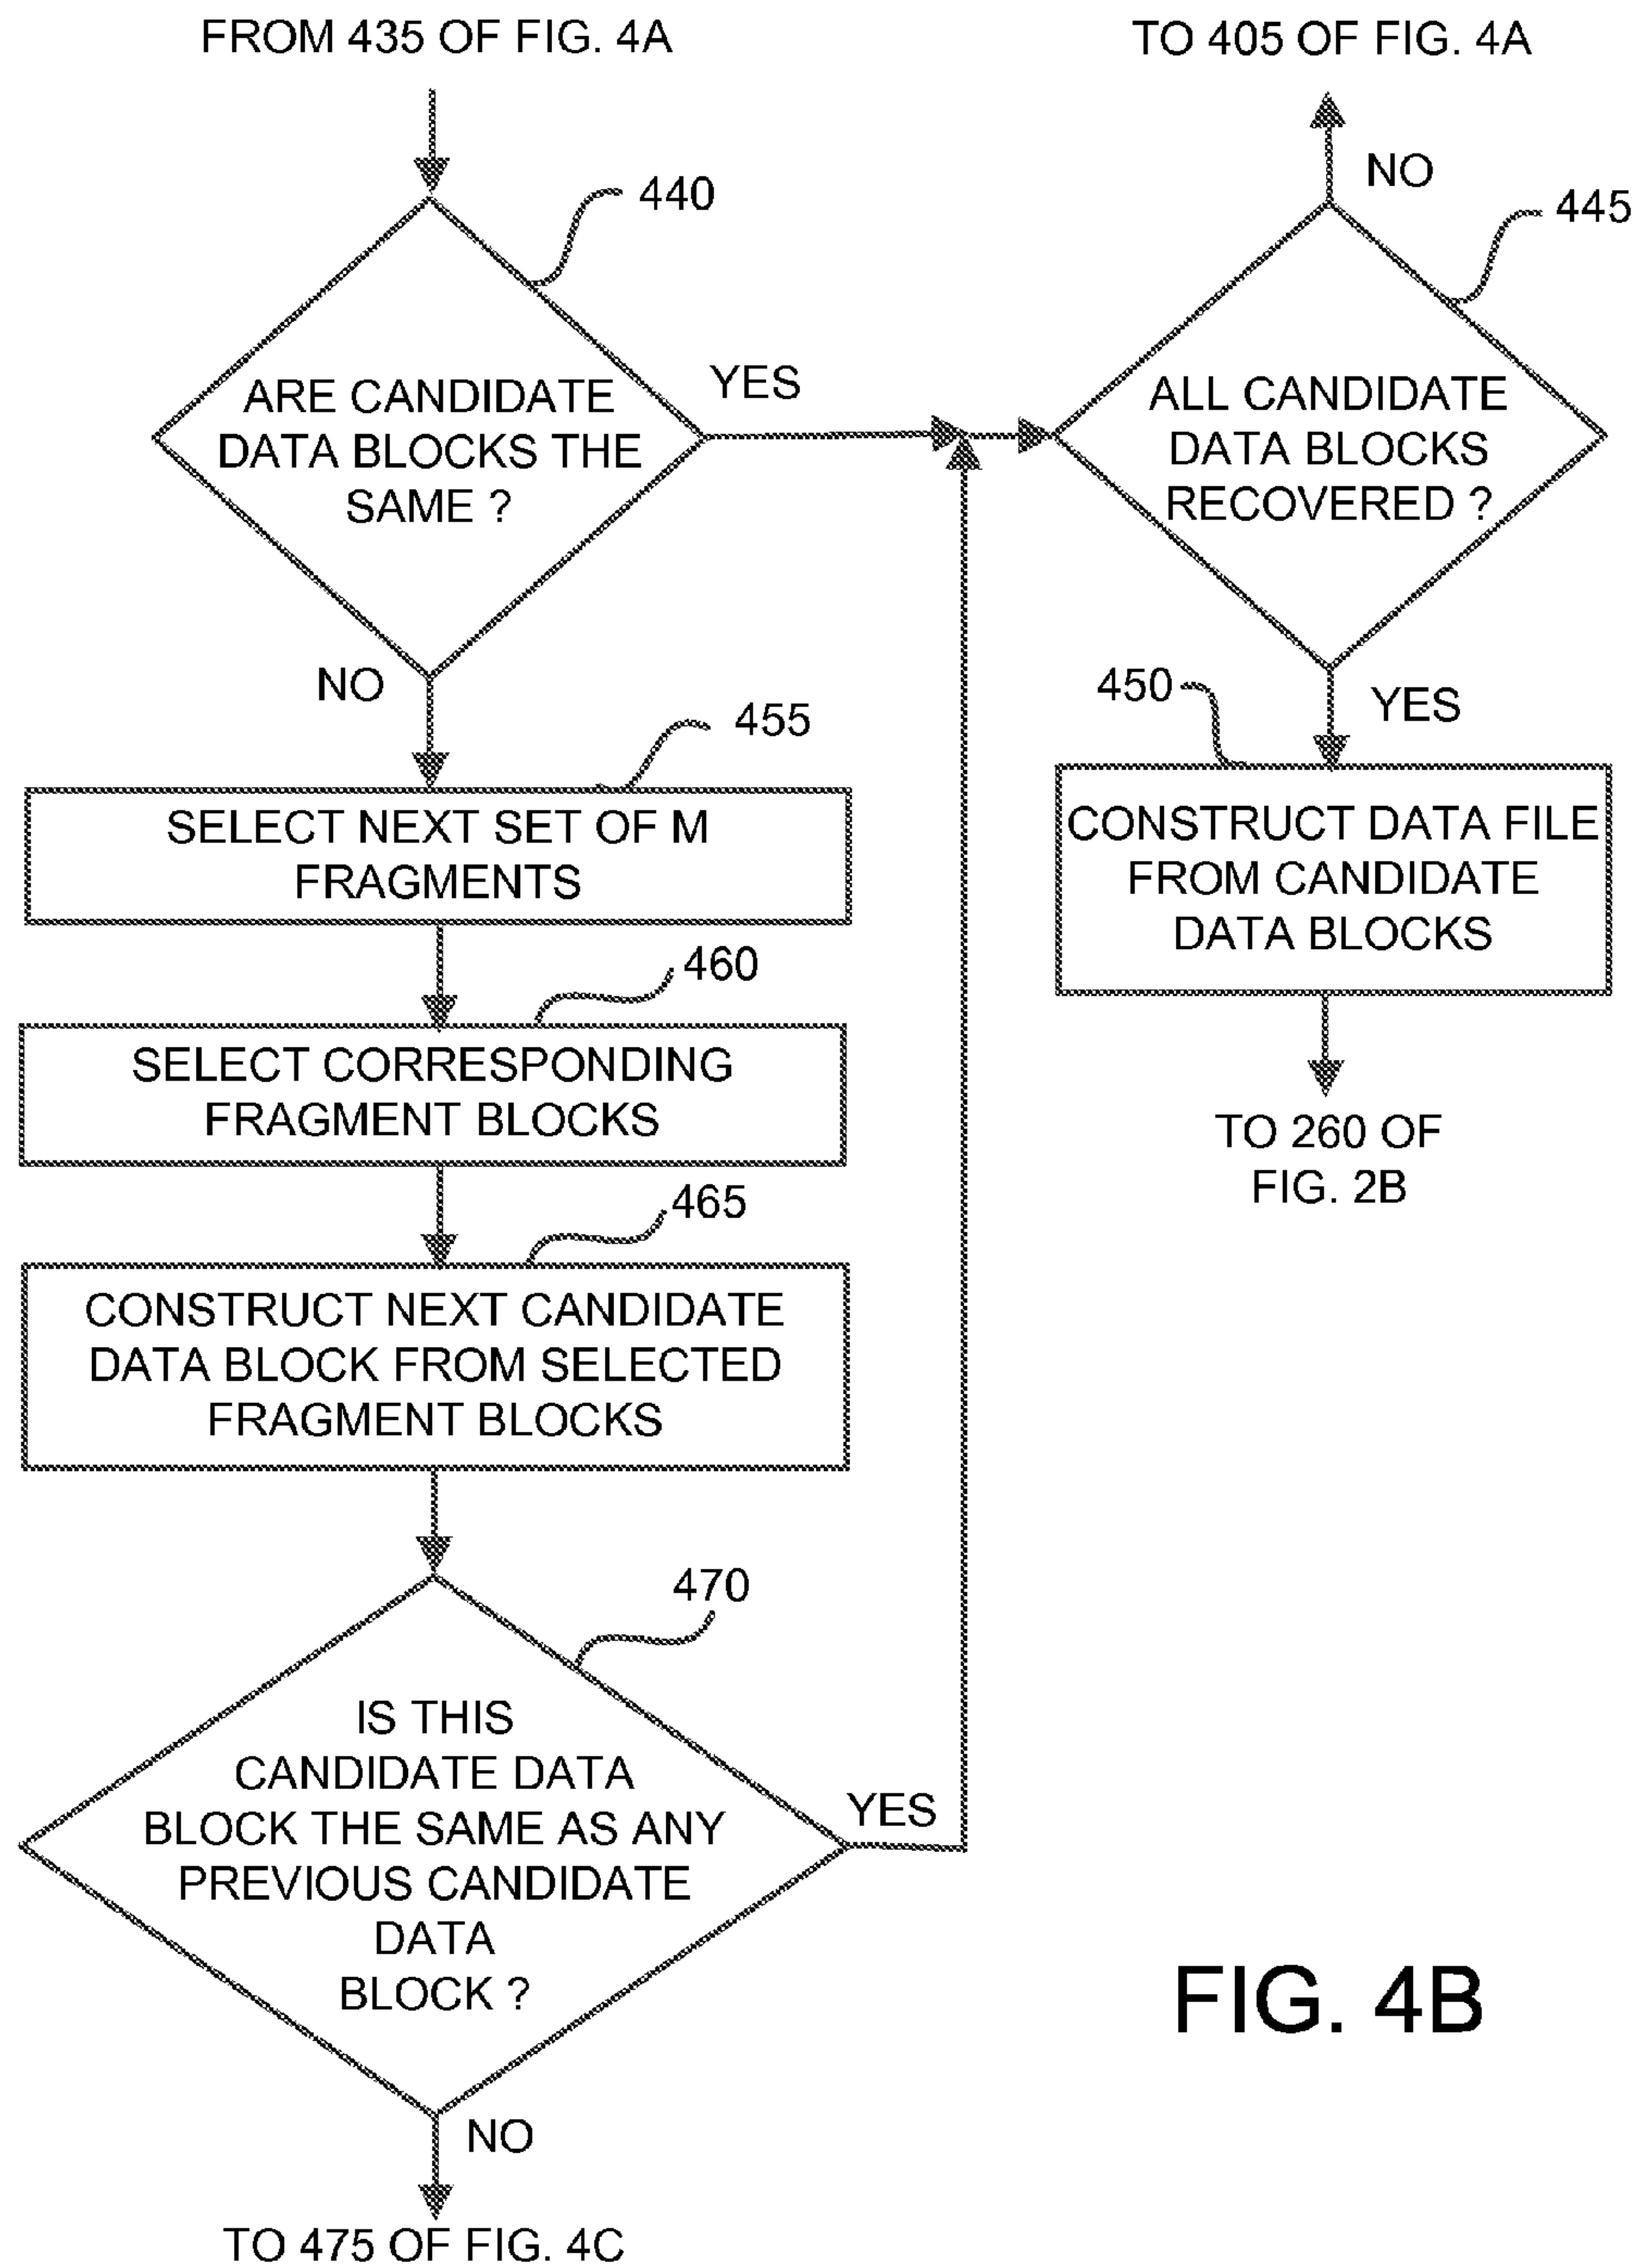 FROM 435 OF FIG. 4A
440
ARE CANDIDATE
DATA BLOCKS THE
SAME ?
YES
NO
455
SELECT NEXT SET OF M
FRAGMENTS
460
SELECT CORRESPONDING
FRAGMENT BLOCKS
465
CONSTRUCT NEXT CANDIDATE
DATA BLOCK FROM SELECTED
FRAGMENT BLOCKS
470
IS THIS
CANDIDATE DATA
BLOCK THE SAME AS ANY
PREVIOUS CANDIDATE
DATA
BLOCK ?
YES
NO
TO 475 OF FIG. 4C
TO 405 OF FIG. 4A
NO
445
ALL CANDIDATE
DATA BLOCKS
RECOVERED ?
450
YES
CONSTRUCT DATA FILE
FROM CANDIDATE
DATA BLOCKS
TO 260 OF
FIG. 2B
FIG. 4B